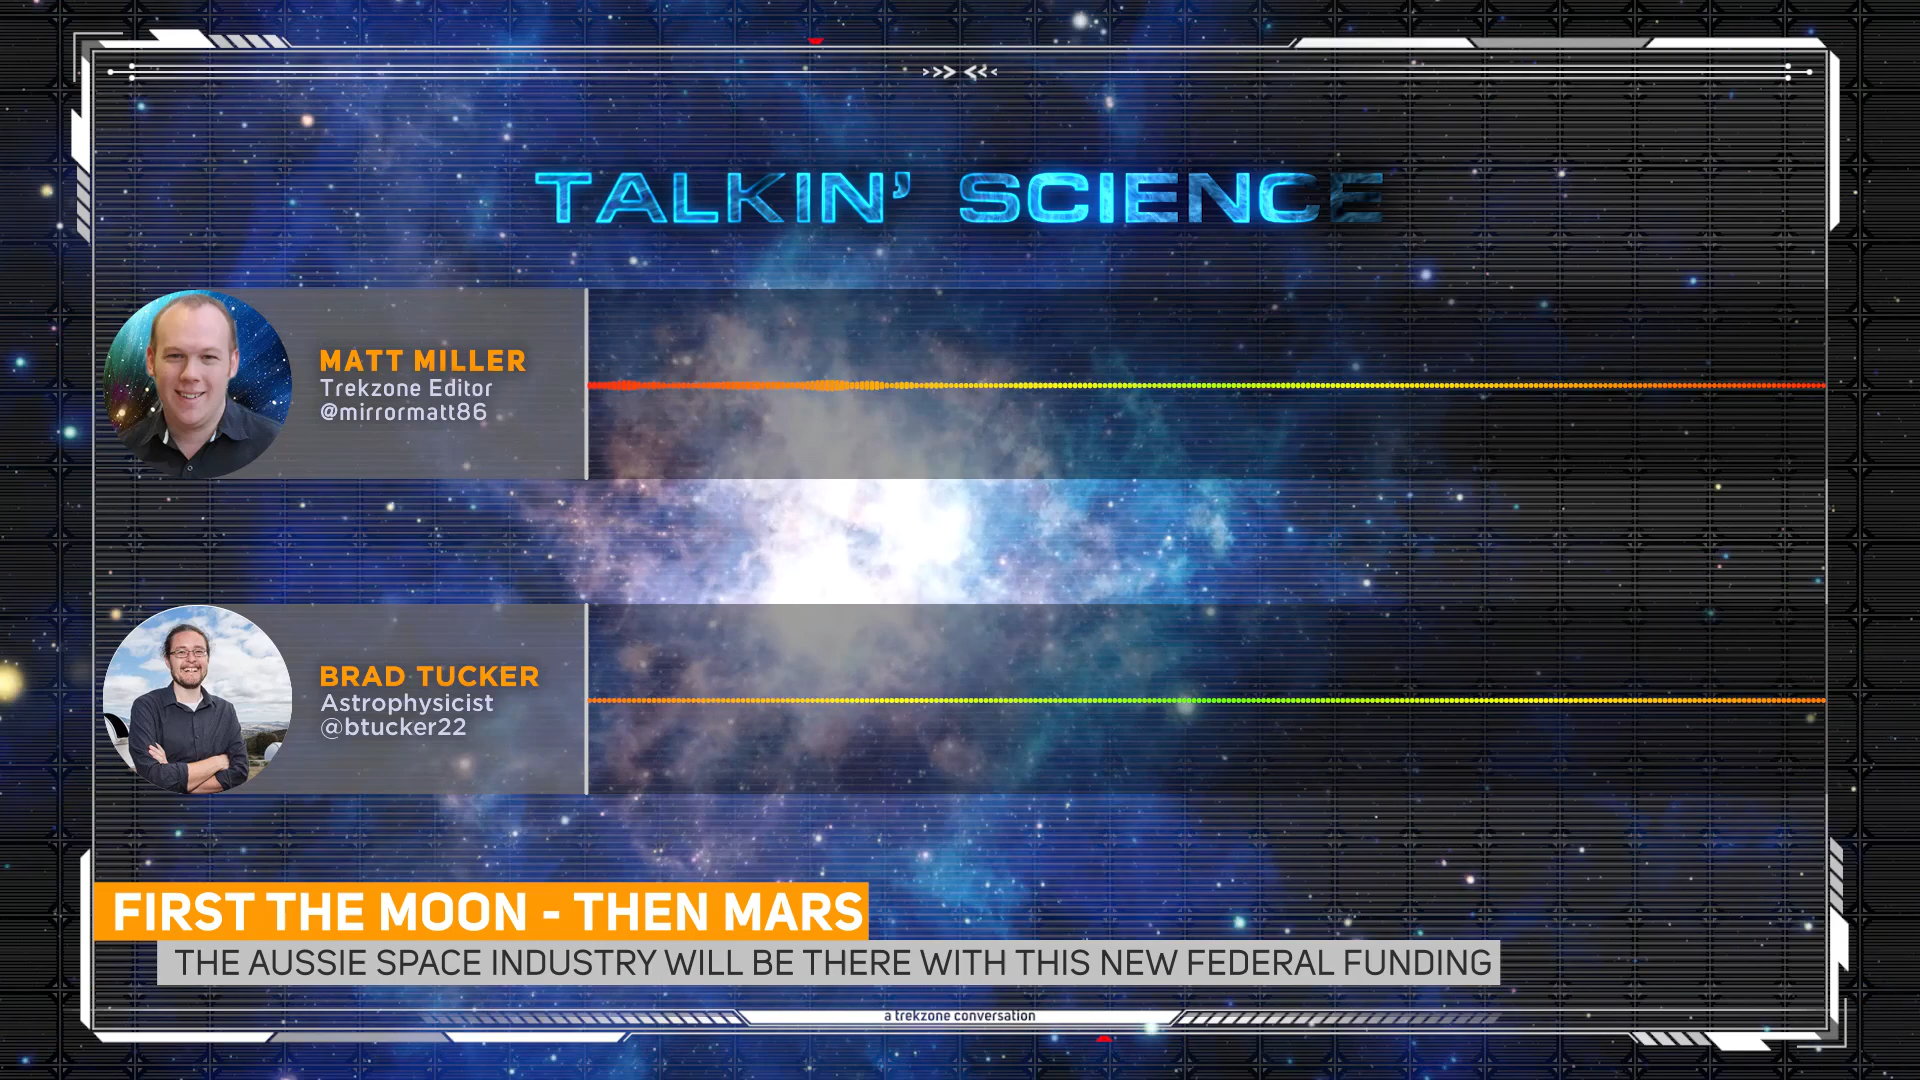 TALKIN' SCIENCE
MATT MILLER
Trekzone Editor
@mirrormatt86
BRAD TUCKER
Astrophysicist
@btucker22
FIRST THE MOON - THEN MARS
THE AUSSIE SPACE INDUSTRY WILL BE THERE WITH THIS NEW FEDERAL FUNDING
a trekzone conversation